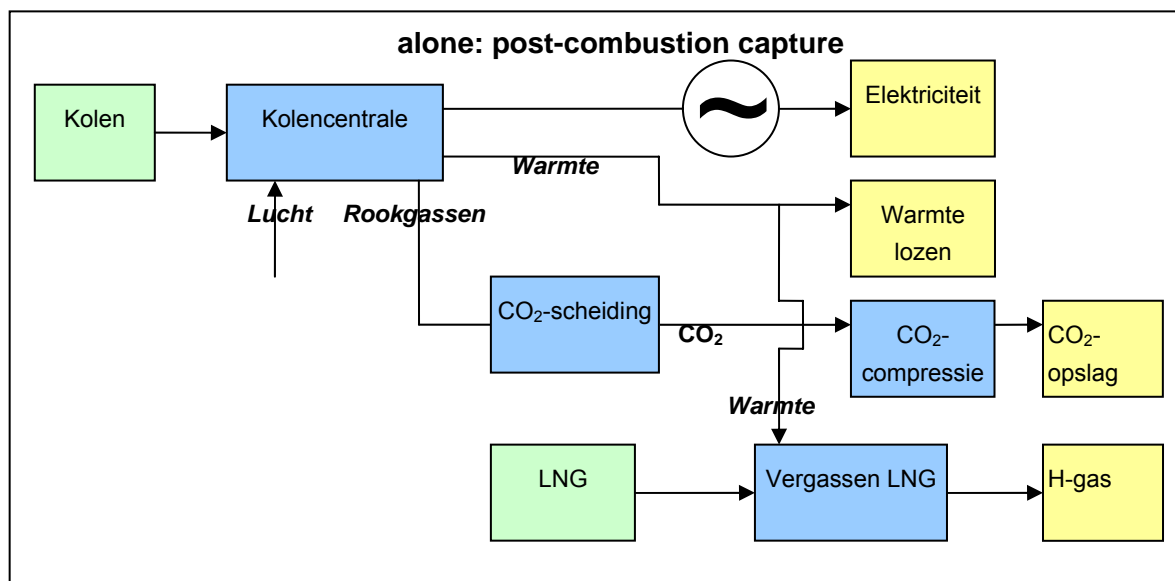 alone: post-combustion capture
Kolen
Kolencentrale
Elektriciteit
Warmte
Lucht
Rookgassen
Warmte
lozen
CO₂-scheiding
CO₂
CO₂-
compressie
CO₂-
opslag
Warmte
LNG
Vergassen LNG
H-gas